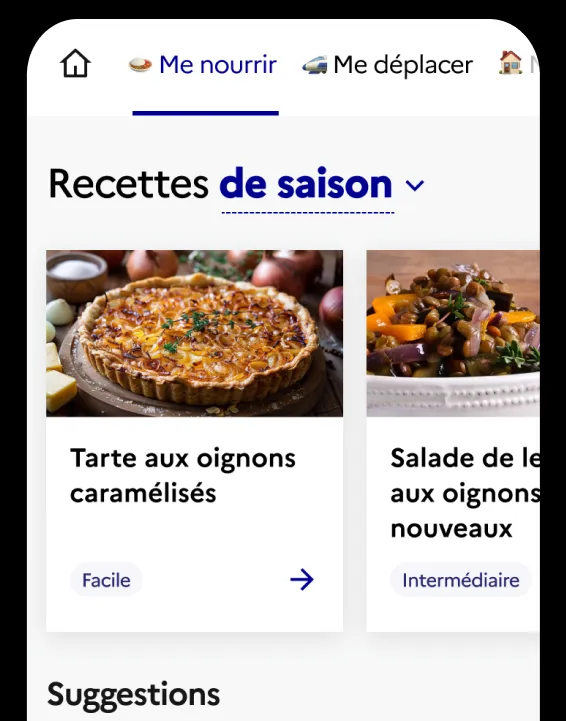 Me nourrir Me déplacer
Recettes de saison
Tarte aux oignons
caramélisés
Facile
Salade de le
aux oignons
nouveaux
Intermédiaire
Suggestions